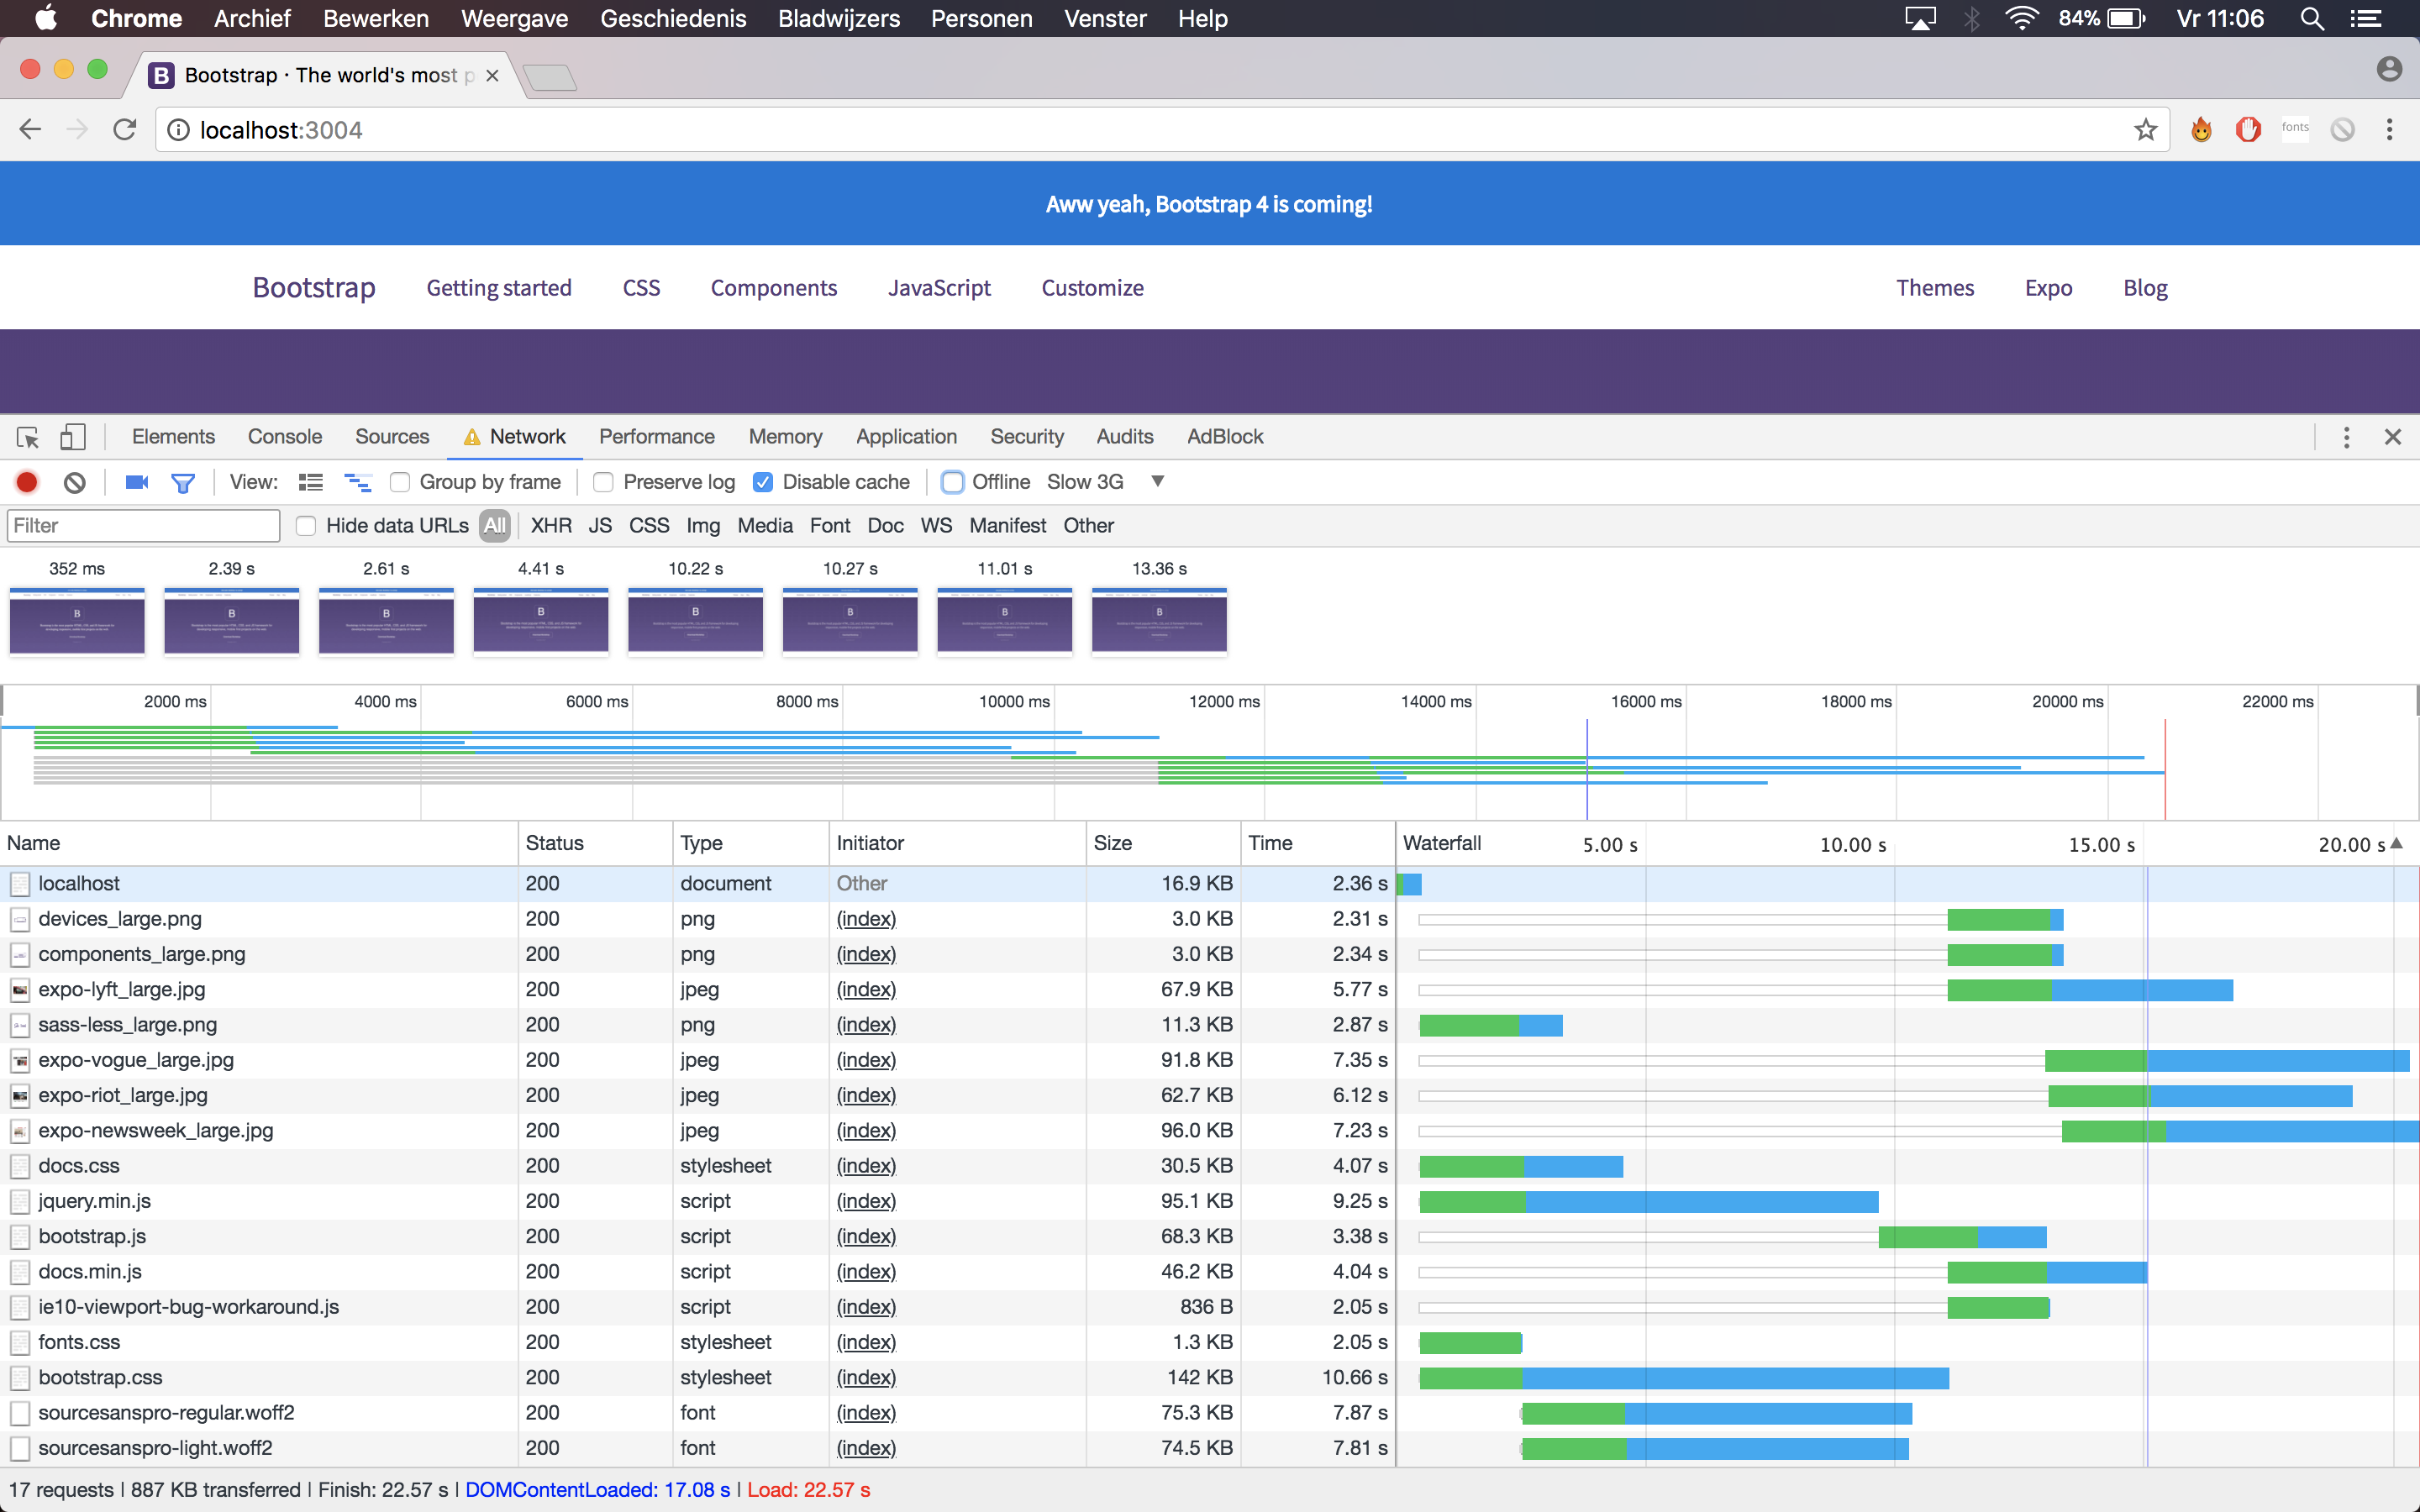 Chrome Archief Bewerken Weergave Geschiedenis Bladwijzers Personen Venster Help 84% Vr 11:06
B Bootstrap · The world's most p
localhost:3004 fonts
Aww yeah, Bootstrap 4 is coming!
Bootstrap Getting started CSS Components JavaScript Customize Themes Expo Blog
Elements Console Sources Network Performance Memory Application Security Audits AdBlock
View: Group by frame Preserve log Disable cache Offline Slow 3G
Filter Hide data URLs All XHR JS CSS Img Media Font Doc WS Manifest Other
352 ms 2.39 s 2.61 s 4.41 s 10.22 s 10.27 s 11.01 s 13.36 s
B B B B B B B B
2000 ms 4000 ms 6000 ms 8000 ms 10000 ms 12000 ms 14000 ms 16000 ms 18000 ms 20000 ms 22000 ms
Name Status Type Initiator Size Time Waterfall 5.00 s 10.00 s 15.00 s 20.00 s
localhost 200 document Other 16.9 KB 2.36 s
devices_large.png 200 png (index) 3.0 KB 2.31 s
components_large.png 200 png (index) 3.0 KB 2.34 s
expo-lyft_large.jpg 200 jpeg (index) 67.9 KB 5.77 s
sass-less_large.png 200 png (index) 11.3 KB 2.87 s
expo-vogue_large.jpg 200 jpeg (index) 91.8 KB 7.35 s
expo-riot_large.jpg 200 jpeg (index) 62.7 KB 6.12 s
expo-newsweek_large.jpg 200 jpeg (index) 96.0 KB 7.23 s
docs.css 200 stylesheet (index) 30.5 KB 4.07 s
jquery.min.js 200 script (index) 95.1 KB 9.25 s
bootstrap.js 200 script (index) 68.3 KB 3.38 s
docs.min.js 200 script (index) 46.2 KB 4.04 s
ie10-viewport-bug-workaround.js 200 script (index) 836 B 2.05 s
fonts.css 200 stylesheet (index) 1.3 KB 2.05 s
bootstrap.css 200 stylesheet (index) 142 KB 10.66 s
sourcesanspro-regular.woff2 200 font (index) 75.3 KB 7.87 s
sourcesanspro-light.woff2 200 font (index) 74.5 KB 7.81 s
17 requests | 887 KB transferred | Finish: 22.57 s | DOMContentLoaded: 17.08 s | Load: 22.57 s